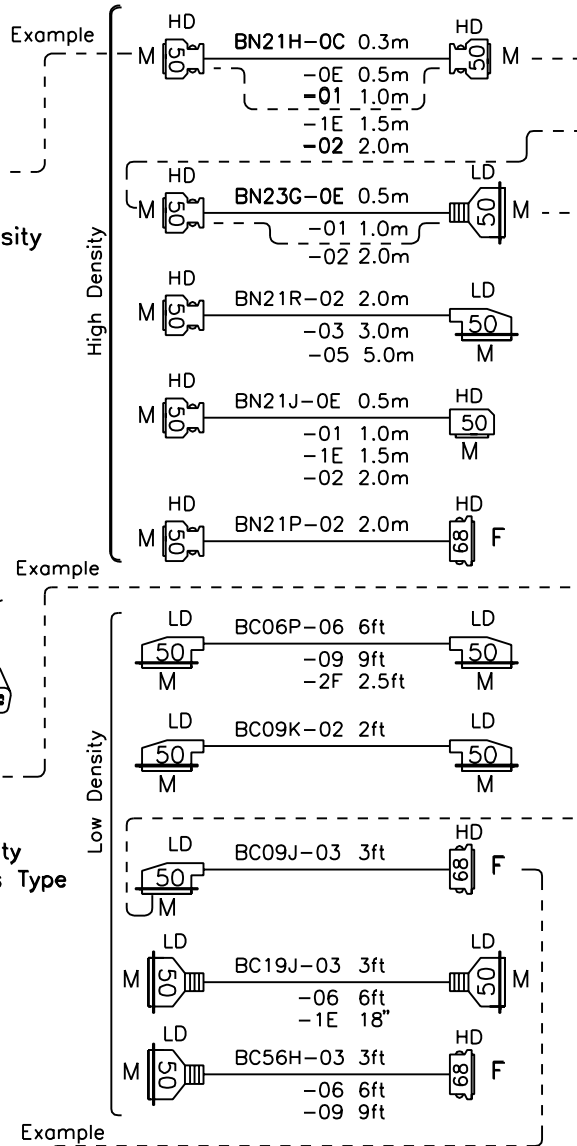 Example
HD HD
M 50 BN21H-0C 0.3m 50 M
-0E 0.5m
-01 1.0m
-1E 1.5m
-02 2.0m
HD LD
M 50 BN23G-0E 0.5m 50 M
sity
-01 1.0m
-02 2.0m
High Density
HD LD
M 50 BN21R-02 2.0m 50
-03 3.0m M
-05 5.0m
HD HD
M 50 BN21J-0E 0.5m 50
-01 1.0m M
-1E 1.5m
-02 2.0m
HD HD
M 50 BN21P-02 2.0m 68 F
Example
LD LD
50 BC06P-06 6ft 50
M -09 9ft M
-2F 2.5ft
LD LD
50 BC09K-02 2ft 50
M M
Low Density
ty
s Type
LD HD
50 BC09J-03 3ft 68 F
M
LD LD
M 50 BC19J-03 3ft 50 M
-06 6ft
-1E 18"
LD HD
M 50 BC56H-03 3ft 68 F
-06 6ft
-09 9ft
Example